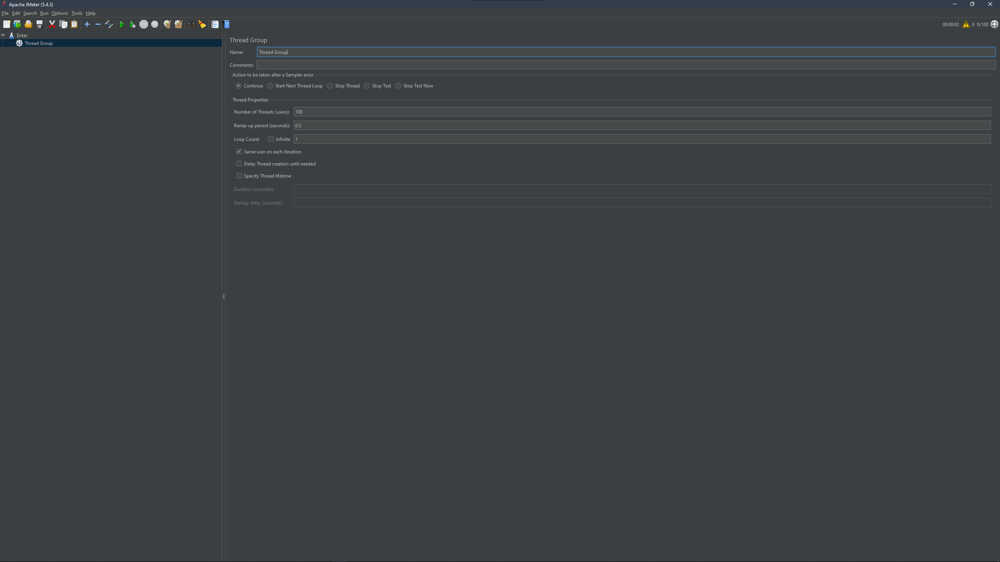 Apache JMeter (5.4.3)
File Edit Search Run Options Tools Help
STOP
00:00:02 0 0/100
Enter
Thread Group
Thread Group
Name: Thread Group
Comments:
Action to be taken after a Sampler error
Continue Start Next Thread Loop Stop Thread Stop Test Stop Test Now
Thread Properties
Number of Threads (users): 100
Ramp-up period (seconds): 0.5
Loop Count: Infinite 1
Same user on each iteration
Delay Thread creation until needed
Specify Thread lifetime
Duration (seconds):
Startup delay (seconds):